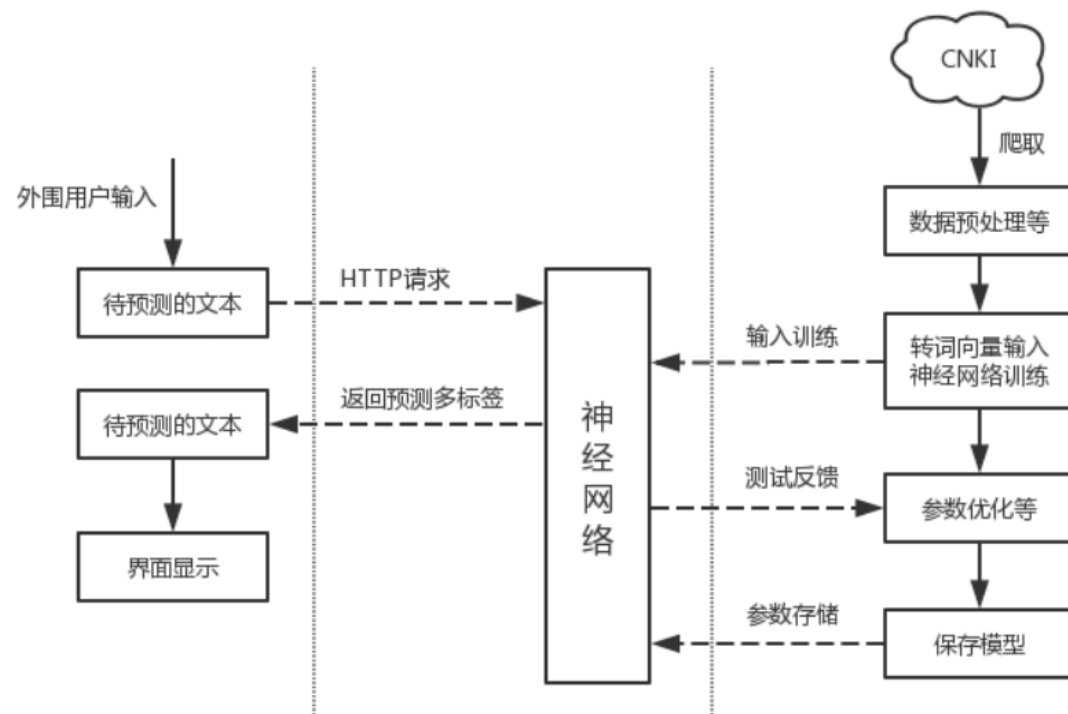 CNKI
爬取
外围用户输入
数据预处理等
待预测的文本
HTTP请求
输入训练
转词向量输入
神经网络训练
返回预测多标签
待预测的文本
神
经
网
络
测试反馈
参数优化等
界面显示
参数存储
保存模型